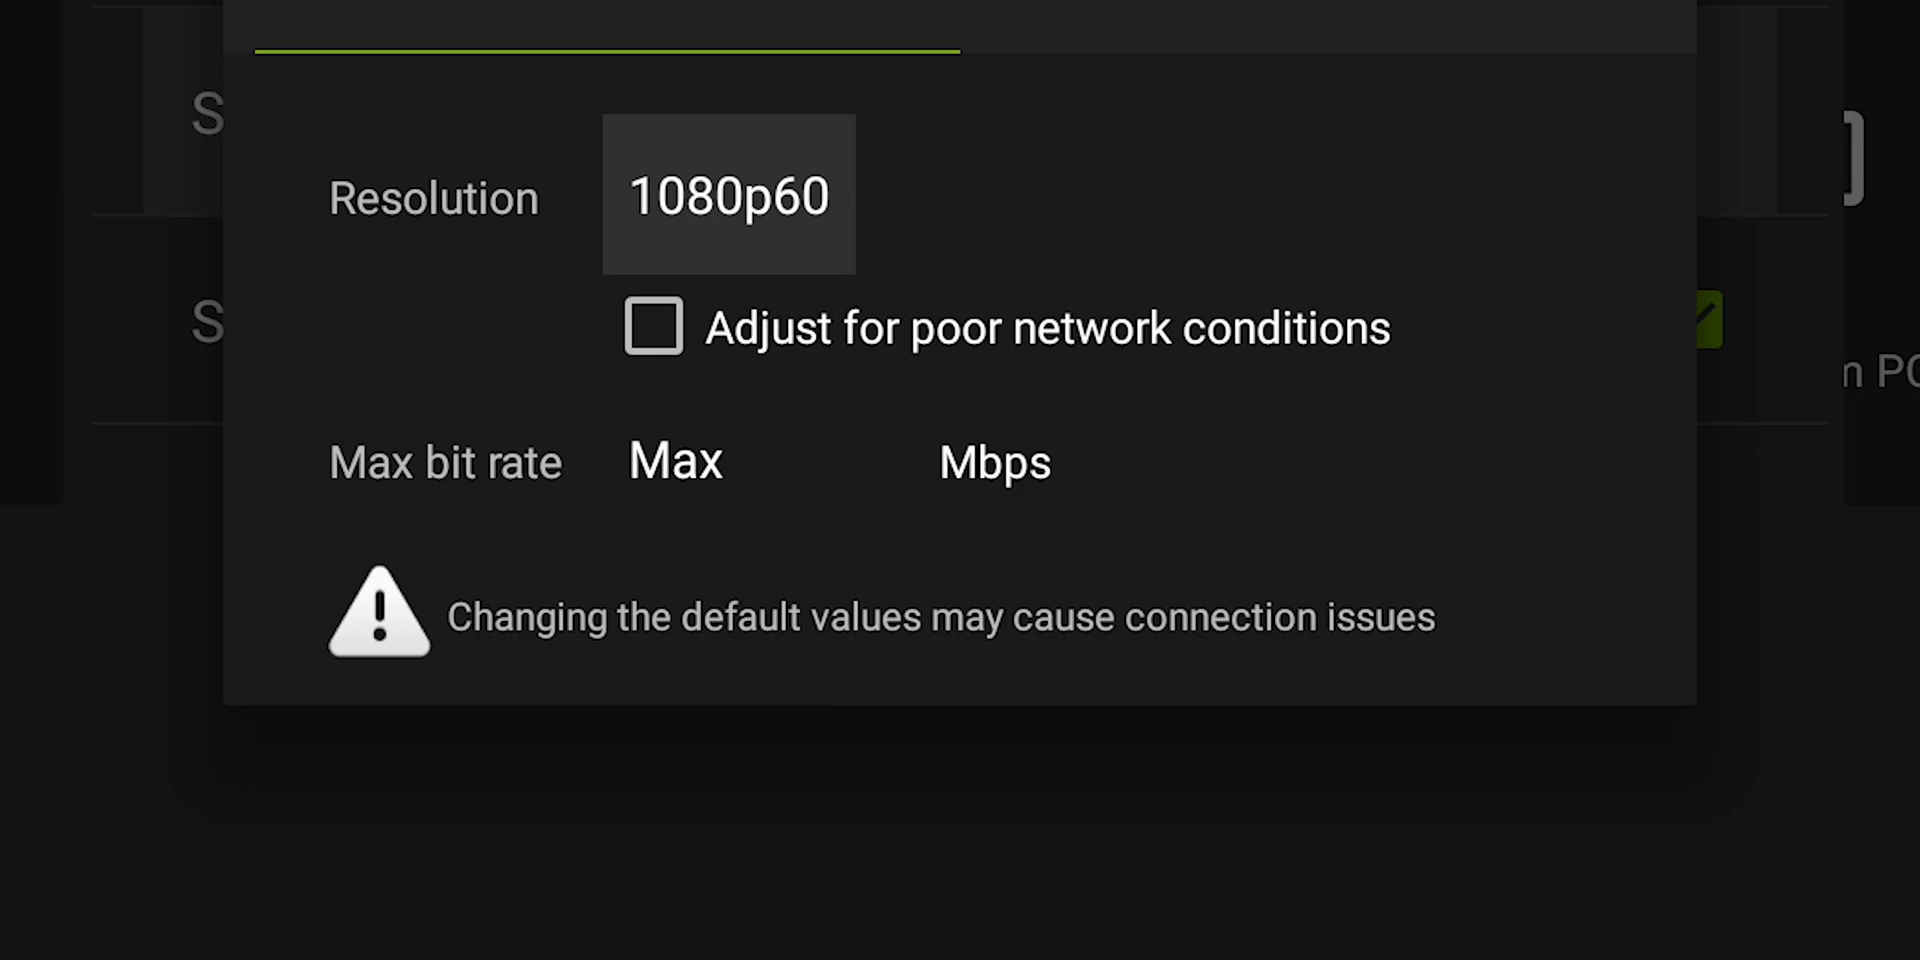 Resolution 1080p60
Adjust for poor network conditions
Max bit rate Max Mbps
Changing the default values may cause connection issues